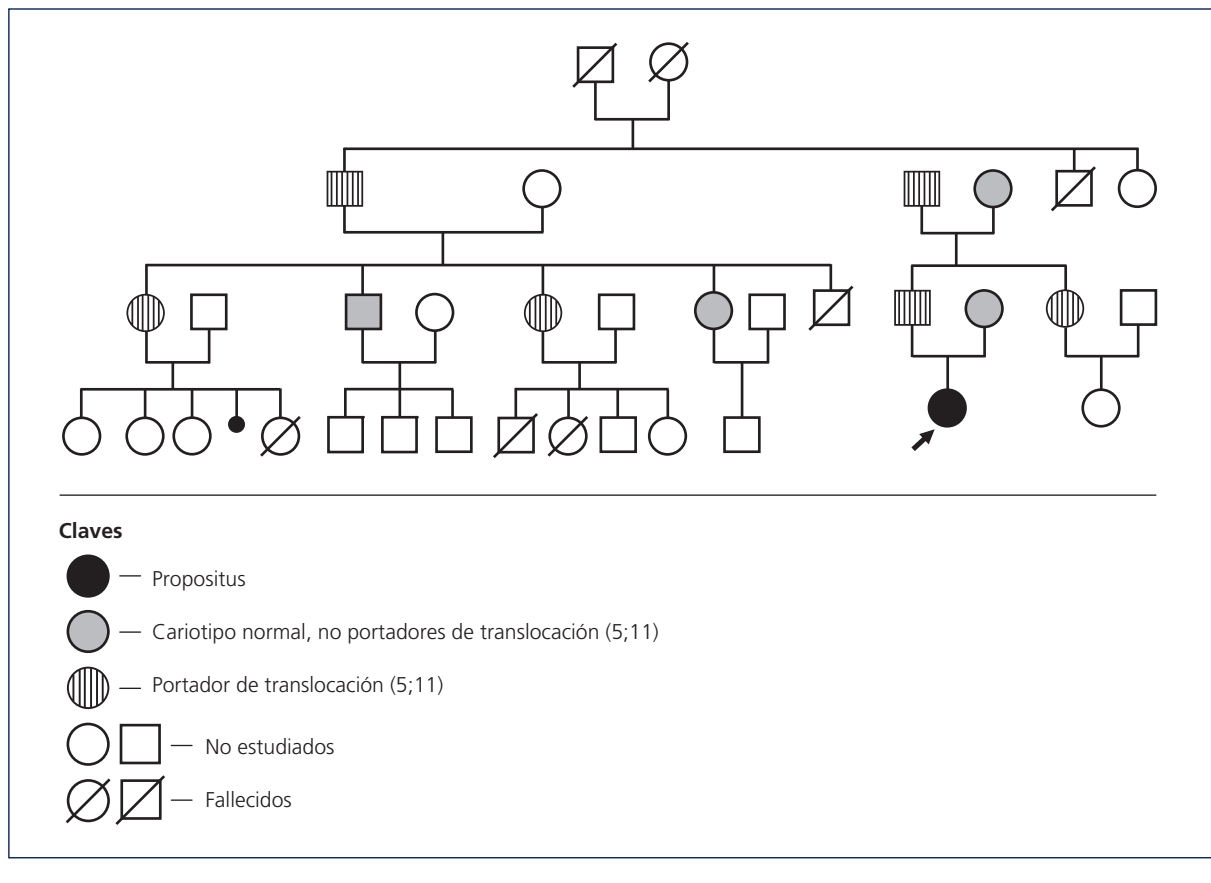 Claves
— Propositus
— Cariotipo normal, no portadores de translocación (5;11)
— Portador de translocación (5;11)
— No estudiados
— Fallecidos